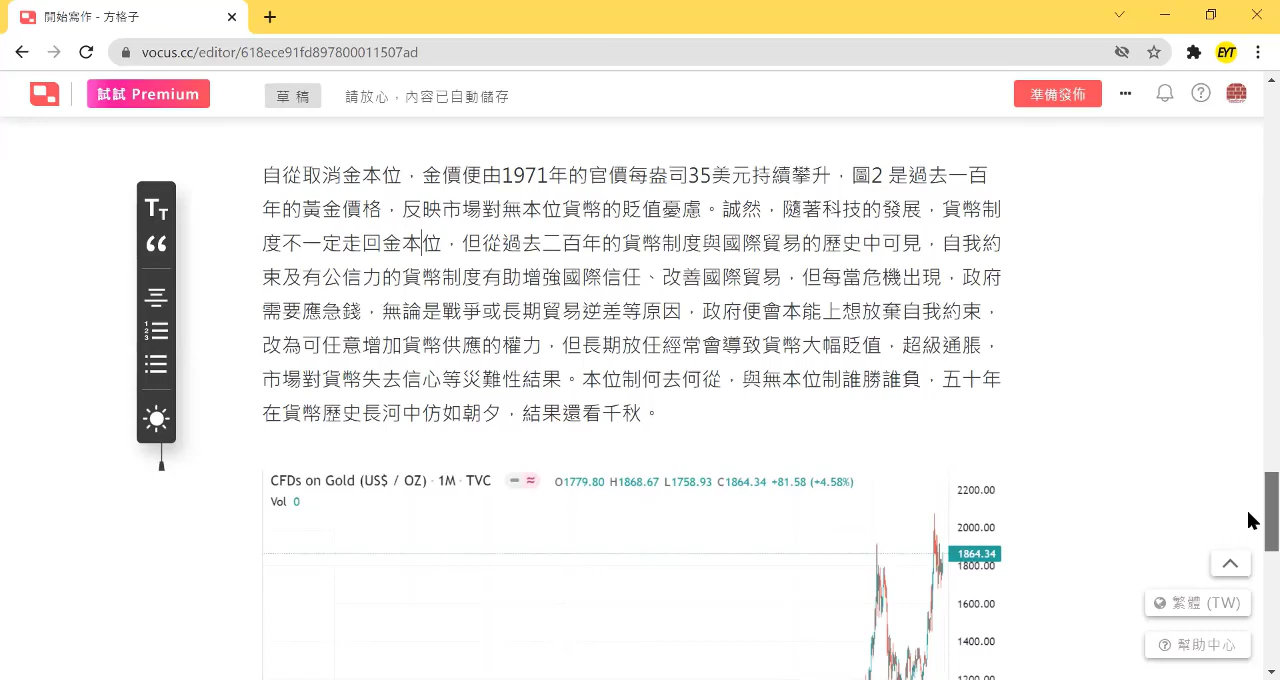 開始寫作 - 方格子
vocus.cc/editor/618ece91fd897800011507ad
EYT
試試 Premium
草稿
請放心，內容已自動儲存
準備發佈
自從取消金本位，金價便由1971年的官價每盎司35美元持續攀升，圖2 是過去一百
年的黃金價格，反映市場對無本位貨幣的貶值憂慮。誠然，隨著科技的發展，貨幣制
度不一定走回金本位，但從過去二百年的貨幣制度與國際貿易的歷史中可見，自我約
束及有公信力的貨幣制度有助增強國際信任、改善國際貿易，但每當危機出現，政府
需要應急錢，無論是戰爭或長期貿易逆差等原因，政府便會本能上想放棄自我約束，
改為可任意增加貨幣供應的權力，但長期放任經常會導致貨幣大幅貶值，超級通脹，
市場對貨幣失去信心等災難性結果。本位制何去何從，與無本位制誰勝誰負，五十年
在貨幣歷史長河中仿如朝夕，結果還看千秋。
CFDs on Gold (US$ / OZ) · 1M · TVC
O1779.80 H1868.67 L1758.93 C1864.34 +81.58 (+4.58%)
Vol 0
2200.00
2000.00
1864.34
1800.00
1600.00
1400.00
1200.00
繁體 (TW)
幫助中心